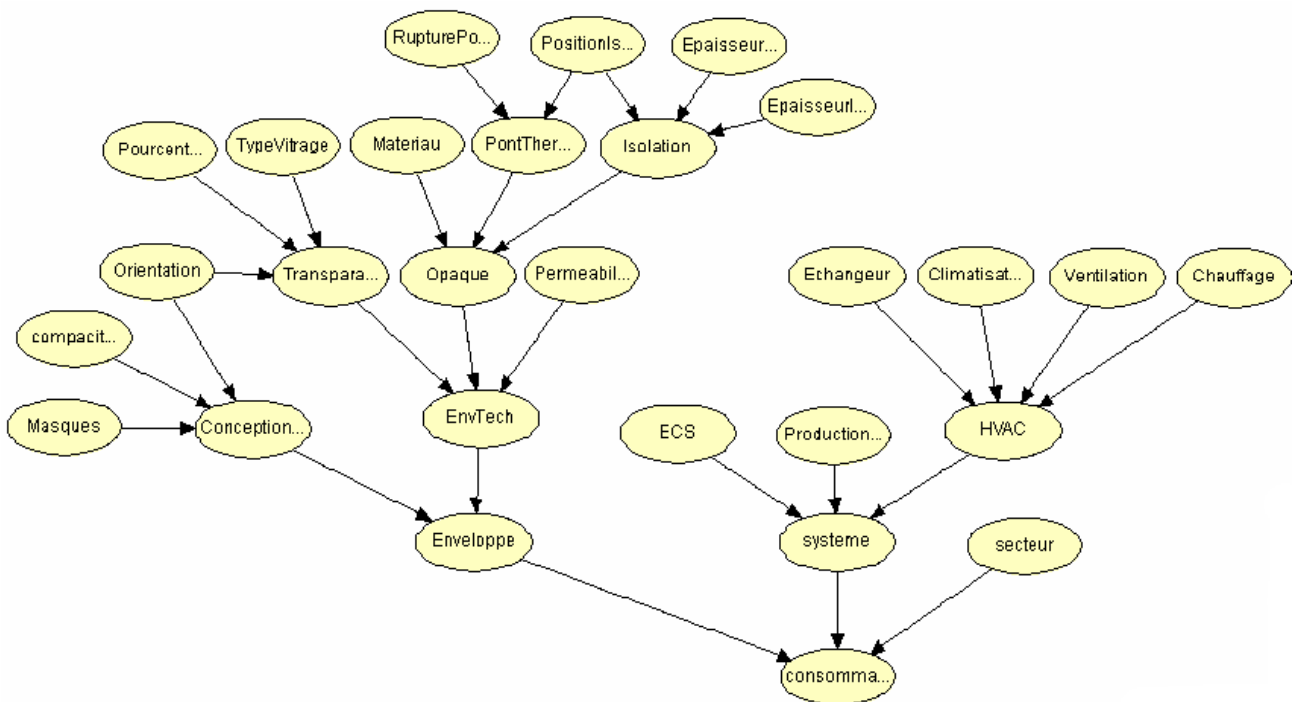 RupturePo...
PositionIs...
Epaisseur...
EpaisseurI...
Pourcent...
TypeVitrage
Materiau
PontTher...
Isolation
Orientation
Transpara...
Opaque
Permeabil...
Echangeur
Climatisat...
Ventilation
Chauffage
compacit...
Masques
Conception...
EnvTech
ECS
Production...
HVAC
Enveloppe
systeme
secteur
consomma...